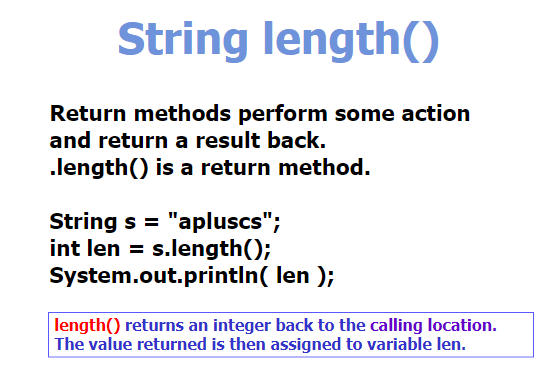 String length()
Return methods perform some action
and return a result back.
.length() is a return method.
String s = "apluscs";
int len = s.length();
System.out.println( len );
length() returns an integer back to the calling location.
The value returned is then assigned to variable len.